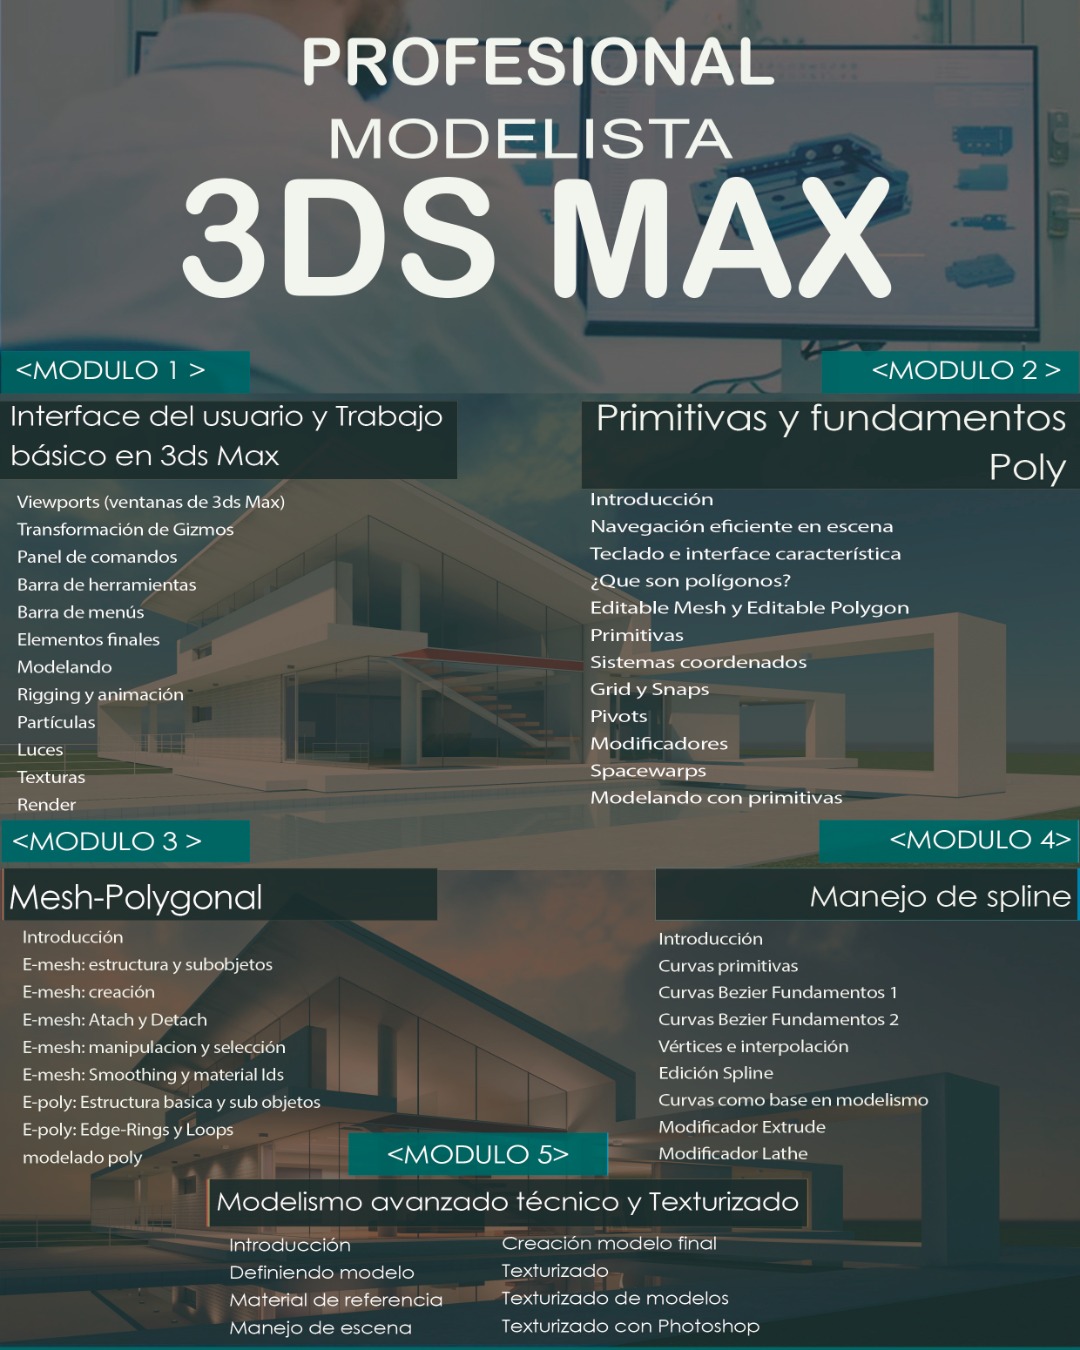 PROFESIONAL
MODELISTA
3DS MAX
<MODULO 1 >
Interface del usuario y Trabajo
básico en 3ds Max
Viewports (ventanas de 3ds Max)
Transformación de Gizmos
Panel de comandos
Barra de herramientas
Barra de menús
Elementos finales
Modelando
Rigging y animación
Partículas
Luces
Texturas
Render
<MODULO 2 >
Primitivas y fundamentos
Poly
Introducción
Navegación eficiente en escena
Teclado e interface característica
¿Que son polígonos?
Editable Mesh y Editable Polygon
Primitivas
Sistemas coordenados
Grid y Snaps
Pivots
Modificadores
Spacewarps
Modelando con primitivas
<MODULO 3 >
Mesh-Polygonal
Introducción
E-mesh: estructura y subobjetos
E-mesh: creación
E-mesh: Atach y Detach
E-mesh: manipulacion y selección
E-mesh: Smoothing y material Ids
E-poly: Estructura basica y sub objetos
E-poly: Edge-Rings y Loops
modelado poly
<MODULO 4>
Manejo de spline
Introducción
Curvas primitivas
Curvas Bezier Fundamentos 1
Curvas Bezier Fundamentos 2
Vértices e interpolación
Edición Spline
Curvas como base en modelismo
Modificador Extrude
Modificador Lathe
<MODULO 5>
Modelismo avanzado técnico y Texturizado
Introducción
Definiendo modelo
Material de referencia
Manejo de escena
Creación modelo final
Texturizado
Texturizado de modelos
Texturizado con Photoshop